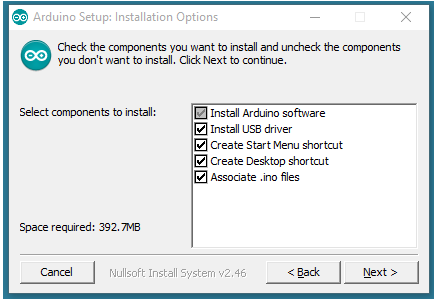 Arduino Setup: Installation Options
Check the components you want to install and uncheck the components
you don't want to install. Click Next to continue.
Select components to install:
Install Arduino software
Install USB driver
Create Start Menu shortcut
Create Desktop shortcut
Associate .ino files
Space required: 392.7MB
Cancel
Nullsoft Install System v2.46
< Back
Next >